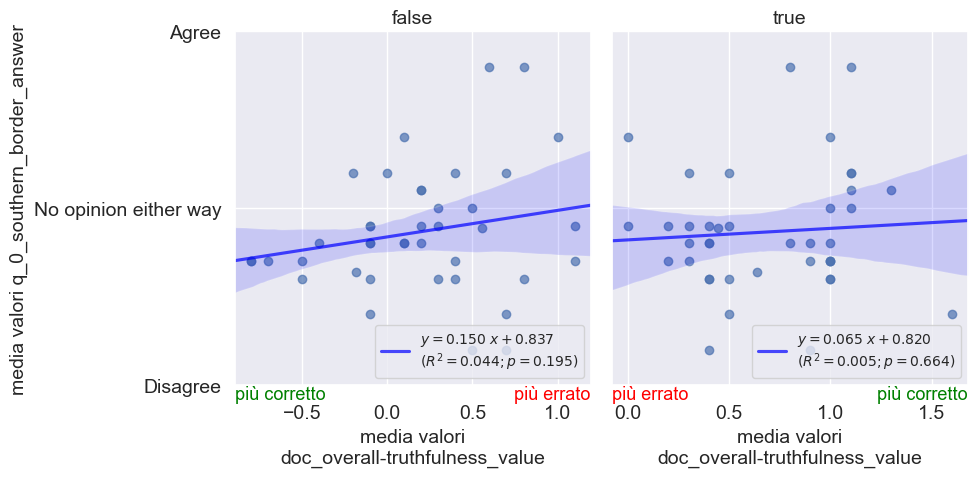 false
true
media valori q_0_southern_border_answer
Agree
No opinion either way
Disagree
y = 0.150 x + 0.837
(R² = 0.044; p = 0.195)
y = 0.065 x + 0.820
(R² = 0.005; p = 0.664)
più corretto
più errato
più errato
più corretto
−0.5
0.0
0.5
1.0
0.0
0.5
1.0
1.5
media valori
doc_overall-truthfulness_value
media valori
doc_overall-truthfulness_value